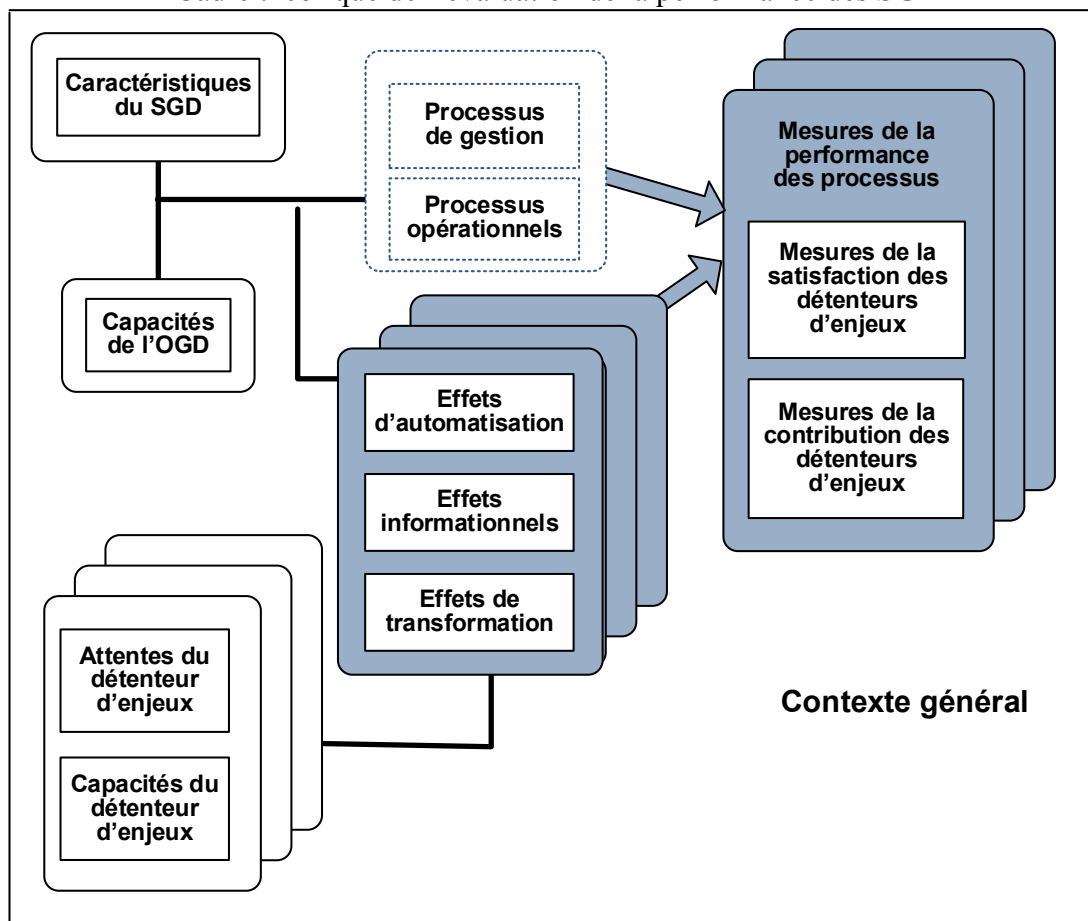 Caractéristiques
du SGD
Processus
de gestion
Processus
opérationnels
Mesures de la
performance
des processus
Mesures de la
satisfaction des
détenteurs
d'enjeux
Mesures de la
contribution des
détenteurs
d'enjeux
Capacités
de l'OGD
Effets
d'automatisation
Effets
informationnels
Effets de
transformation
Attentes du
détenteur
d'enjeux
Capacités du
détenteur
d'enjeux
Contexte général